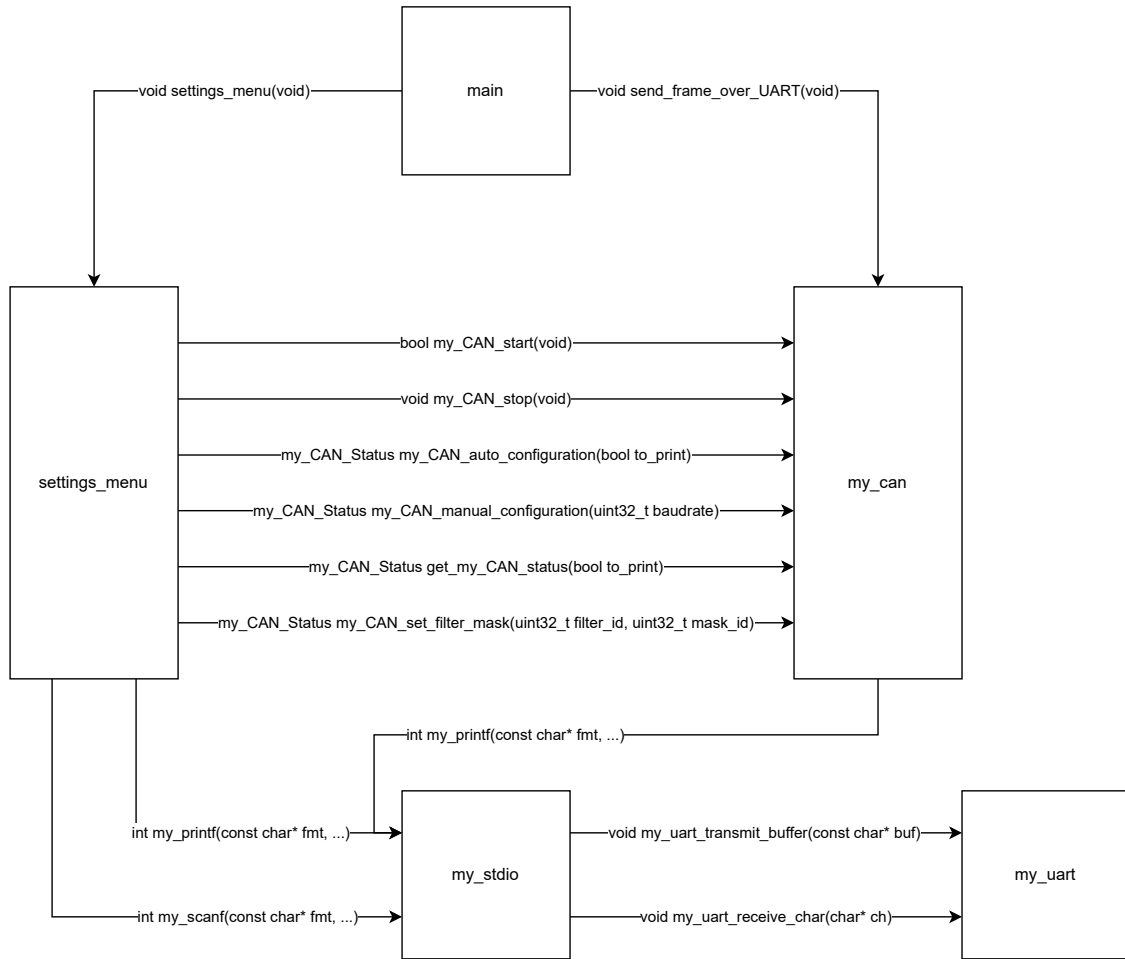 main
void settings_menu(void)
void send_frame_over_UART(void)
settings_menu
my_can
bool my_CAN_start(void)
void my_CAN_stop(void)
my_CAN_Status my_CAN_auto_configuration(bool to_print)
my_CAN_Status my_CAN_manual_configuration(uint32_t baudrate)
my_CAN_Status get_my_CAN_status(bool to_print)
my_CAN_Status my_CAN_set_filter_mask(uint32_t filter_id, uint32_t mask_id)
int my_printf(const char* fmt, ...)
int my_printf(const char* fmt, ...)
int my_scanf(const char* fmt, ...)
my_stdio
void my_uart_transmit_buffer(const char* buf)
void my_uart_receive_char(char* ch)
my_uart